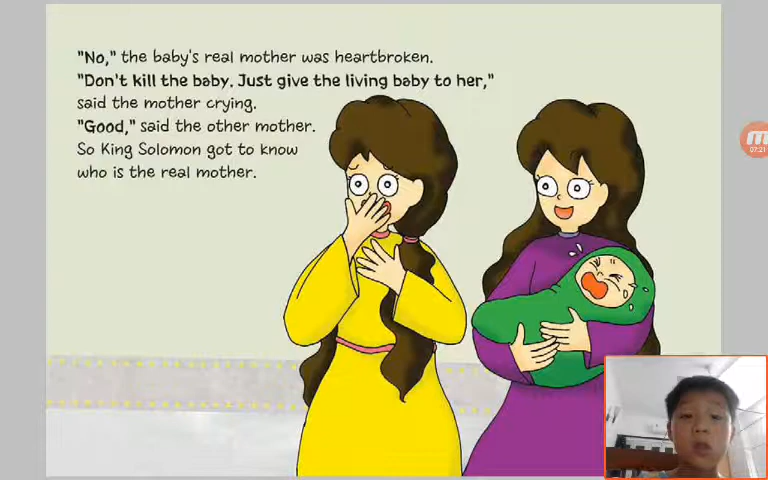 "No," the baby's real mother was heartbroken.
"Don't kill the baby. Just give the living baby to her,"
said the mother crying.
"Good," said the other mother.
So King Solomon got to know
who is the real mother.
07:21